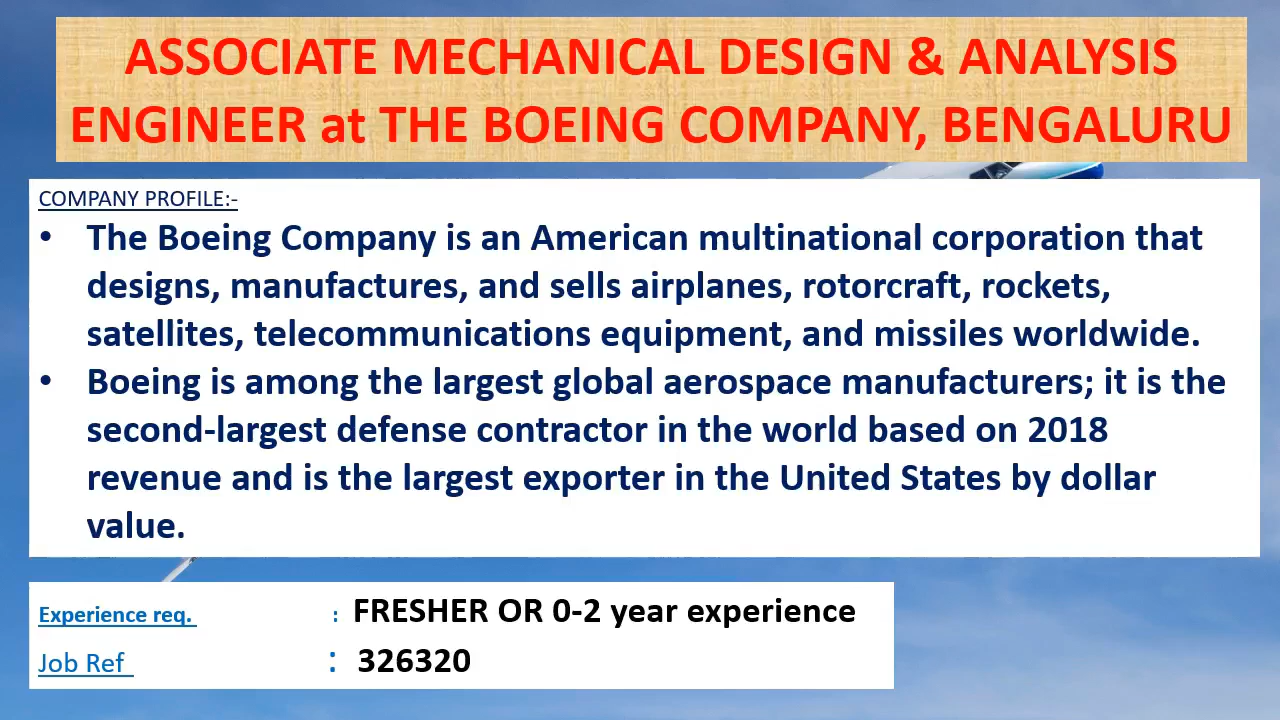 ASSOCIATE MECHANICAL DESIGN & ANALYSIS
ENGINEER at THE BOEING COMPANY, BENGALURU
COMPANY PROFILE:-
• The Boeing Company is an American multinational corporation that
designs, manufactures, and sells airplanes, rotorcraft, rockets,
satellites, telecommunications equipment, and missiles worldwide.
• Boeing is among the largest global aerospace manufacturers; it is the
second-largest defense contractor in the world based on 2018
revenue and is the largest exporter in the United States by dollar
value.
Experience req. : FRESHER OR 0-2 year experience
Job Ref : 326320